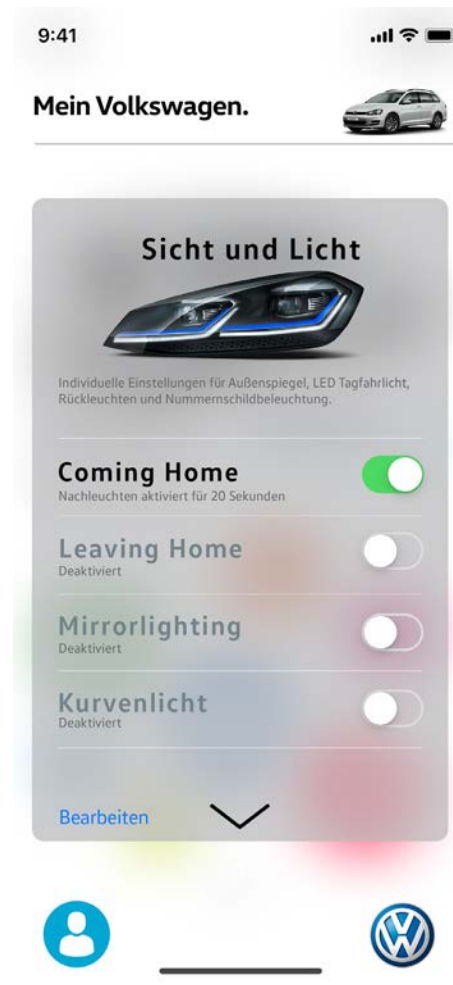 9:41
Mein Volkswagen.
Sicht und Licht
Individuelle Einstellungen für Außenspiegel, LED Tagfahrlicht,
Rückleuchten und Nummernschildbeleuchtung.
Coming Home
Nachleuchten aktiviert für 20 Sekunden
Leaving Home
Deaktiviert
Mirrorlighting
Deaktiviert
Kurvenlicht
Deaktiviert
Bearbeiten
VW